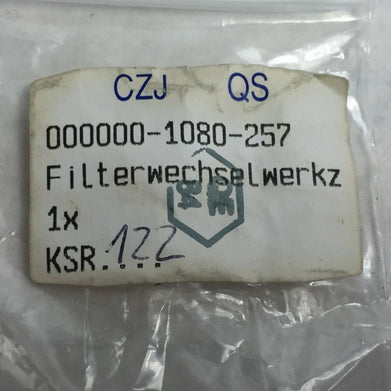 CZJ QS
000000-1080-257
Filterwechselwerkz
1x
KSR.122